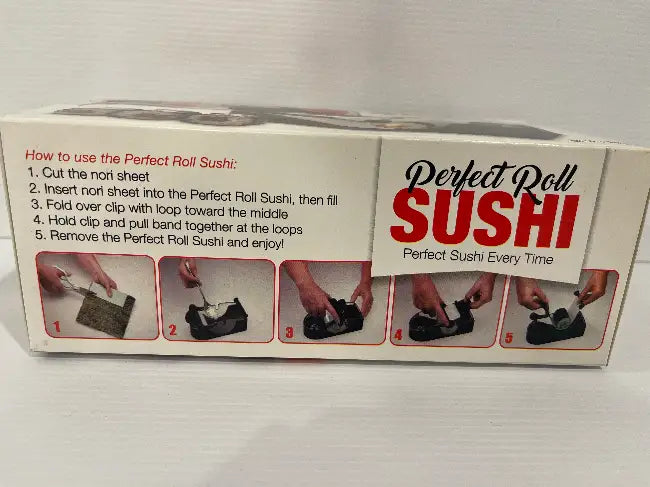 How to use the Perfect Roll Sushi:
1. Cut the nori sheet
2. Insert nori sheet into the Perfect Roll Sushi, then fill
3. Fold over clip with loop toward the middle
4. Hold clip and pull band together at the loops
5. Remove the Perfect Roll Sushi and enjoy!
Perfect Roll
SUSHI
Perfect Sushi Every Time
1
2
3
4
5